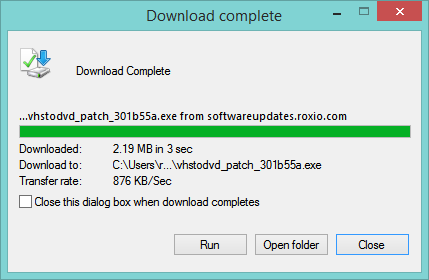 Download complete
Download Complete
...vhstodvd_patch_301b55a.exe from softwareupdates.roxio.com
Downloaded: 2.19 MB in 3 sec
Download to: C:\Users\r...\vhstodvd_patch_301b55a.exe
Transfer rate: 876 KB/Sec
Close this dialog box when download completes
Run Open folder Close